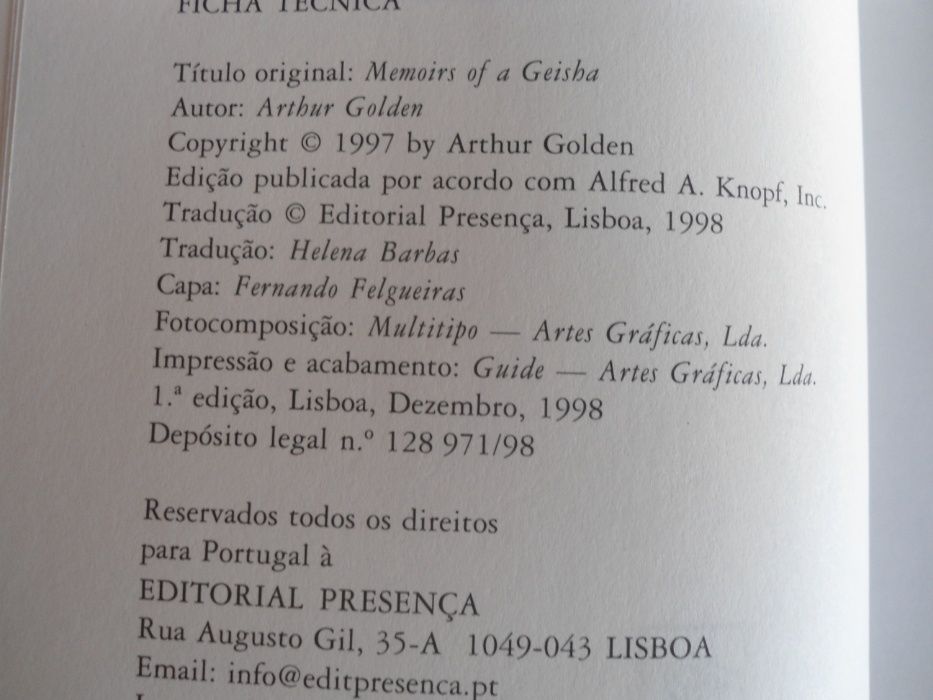 FICHA TÉCNICA
Título original: Memoirs of a Geisha
Autor: Arthur Golden
Copyright © 1997 by Arthur Golden
Edição publicada por acordo com Alfred A. Knopf, Inc.
Tradução © Editorial Presença, Lisboa, 1998
Tradução: Helena Barbas
Capa: Fernando Felgueiras
Fotocomposição: Multitipo — Artes Gráficas, Lda.
Impressão e acabamento: Guide — Artes Gráficas, Lda.
1.ª edição, Lisboa, Dezembro, 1998
Depósito legal n.º 128 971/98
Reservados todos os direitos
para Portugal à
EDITORIAL PRESENÇA
Rua Augusto Gil, 35-A 1049-043 LISBOA
Email: info@editpresenca.pt